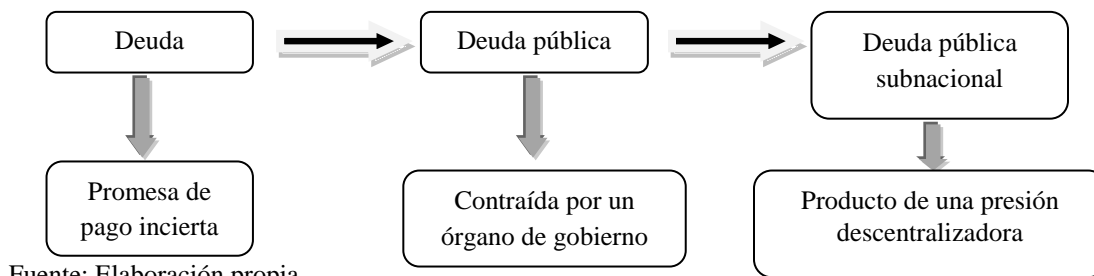 Deuda
Deuda pública
Deuda pública
subnacional
Promesa de
pago incierta
Contraída por un
órgano de gobierno
Producto de una presión
descentralizadora
Fuente: Elaboración propia